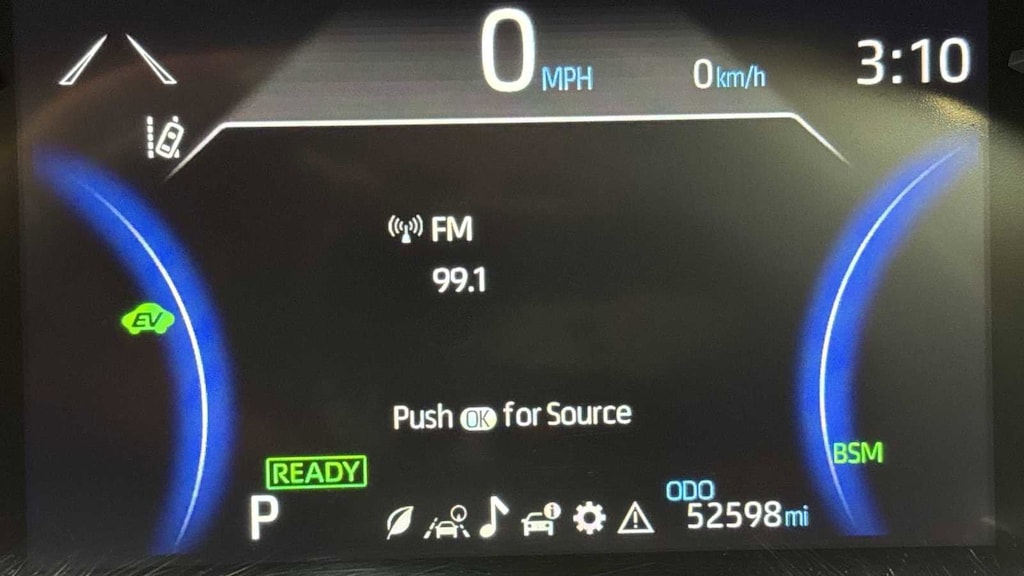 0 MPH 0 km/h 3:10
FM
99.1
EV
Push OK for Source
BSM
READY
ODO
P 52598 mi